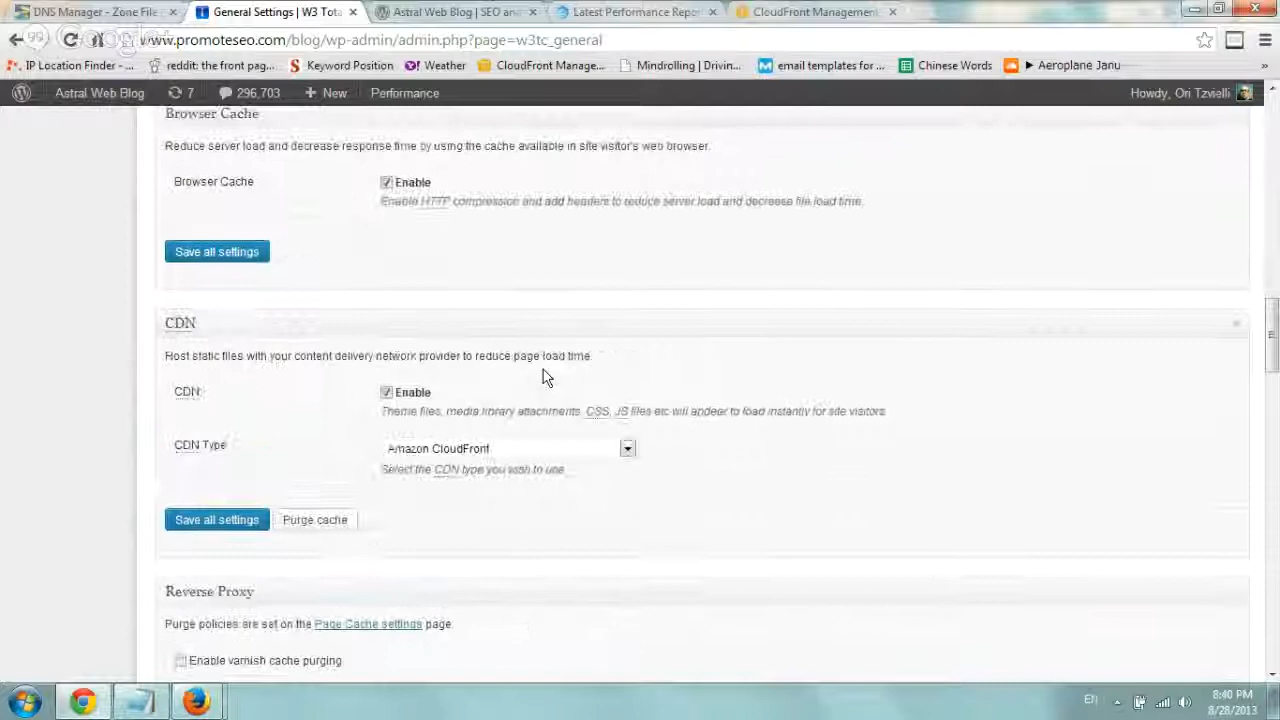 DNS Manager - Zone File
General Settings | W3 Tota
Astral Web Blog | SEO an
Latest Performance Repor
CloudFront Management
www.promoteseo.com/blog/wp-admin/admin.php?page=w3tc_general
IP Location Finder - ...
reddit: the front pag...
Keyword Position
Weather
CloudFront Manage...
Mindrolling | Drivin...
email templates for ...
Chinese Words
Aeroplane Janu
Astral Web Blog
7
296,703
New
Performance
Howdy, Ori Tzvielli
Browser Cache
Reduce server load and decrease response time by using the cache available in site visitor's web browser.
Browser Cache
Enable
Enable HTTP compression and add headers to reduce server load and decrease file load time.
Save all settings
CDN
Host static files with your content delivery network provider to reduce page load time.
CDN:
Enable
Theme files, media library attachments, CSS, JS files etc will appear to load instantly for site visitors.
CDN Type:
Amazon CloudFront
Select the CDN type you wish to use.
Save all settings
Purge cache
Reverse Proxy
Purge policies are set on the Page Cache settings page.
Enable varnish cache purging
EN
8:40 PM
8/28/2013